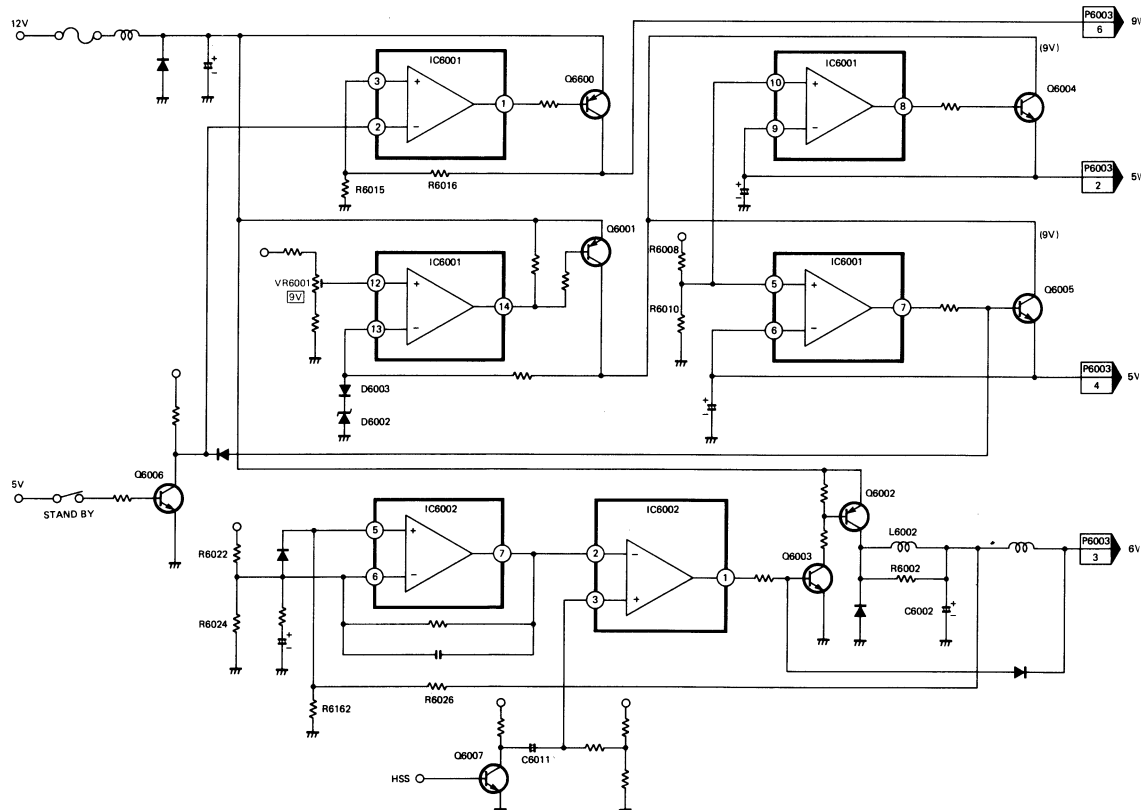 12V
P6003
6
9V
IC6001
3
+
2
−
1
Q6600
R6015
R6016
(9V)
IC6001
10
+
9
−
8
Q6004
+
−
P6003
2
5V
VR6001
9V
IC6001
12
+
13
−
14
Q6001
D6003
D6002
R6008
R6010
(9V)
IC6001
5
+
6
−
7
Q6005
+
−
P6003
4
5V
5V
STAND BY
Q6006
R6022
R6024
+
−
IC6002
5
+
6
−
7
IC6002
2
−
3
+
1
Q6003
Q6002
L6002
R6002
C6002
+
−
P6003
3
6V
R6162
R6026
HSS
Q6007
C6011
+
−